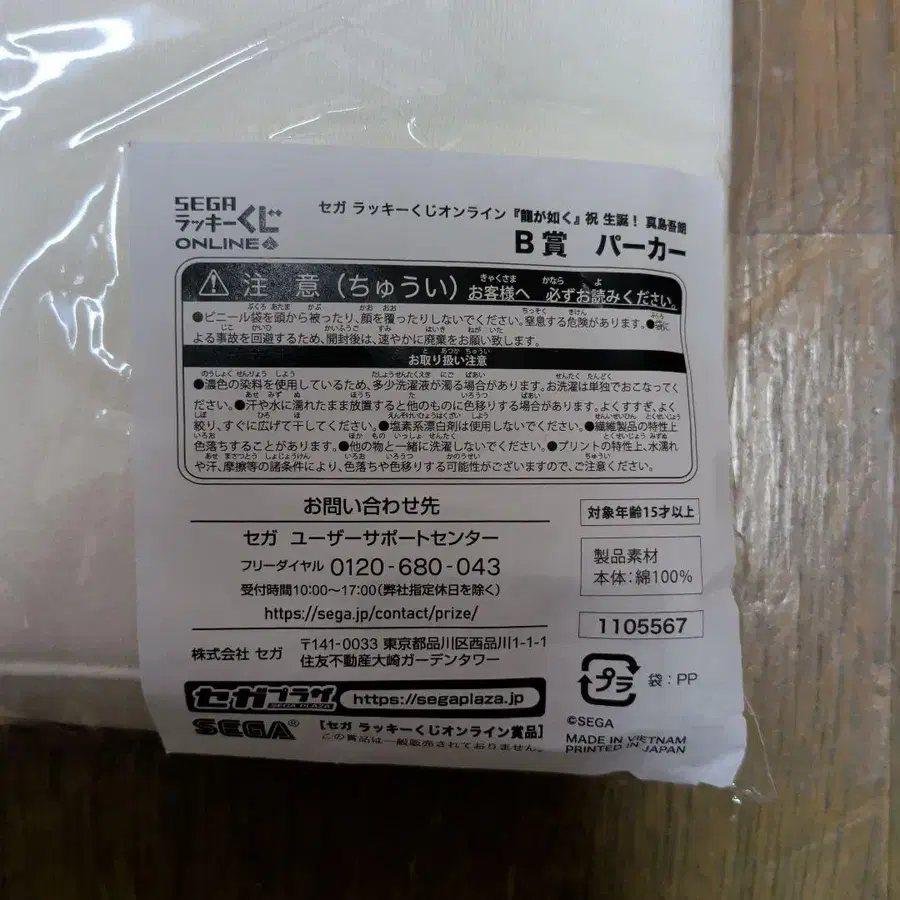 SEGA
ラッキーくじ
ONLINE
セガ ラッキーくじオンライン『龍が如く』祝 生誕! 真島吾朗
B賞 パーカー
注意(ちゅうい) お客様へ 必ずお読みください。
●ビニール袋を頭から被ったり、顔を覆ったりしないでください。窒息する危険があります。●袋に
よる事故を回避するため、開封後は、速やかに廃棄をお願い致します。
お取り扱い注意
●濃色の染料を使用しているため、多少洗濯液が濁る場合があります。お洗濯は単独でおこなってく
ださい。●汗や水に濡れたまま放置すると他のものに色移りする場合があります。よくすすぎ、よく
絞り、すぐに広げて干してください。●塩素系漂白剤は使用しないでください。●繊維製品の特性上
色落ちすることがあります。●他の物と一緒に洗濯しないでください。●プリントの特性上、水濡れ
や汗、摩擦等の諸条件により、色落ちや色移りする可能性がございますので、ご注意ください。
お問い合わせ先
セガ ユーザーサポートセンター
フリーダイヤル 0120-680-043
受付時間10:00~17:00(弊社指定休日を除く)
https://sega.jp/contact/prize/
株式会社 セガ
〒141-0033 東京都品川区西品川1-1-1
住友不動産大崎ガーデンタワー
セガプラザ
SEGA PLAZA
https://segaplaza.jp
SEGA®
[セガ ラッキーくじオンライン賞品]
この賞品は一般販売されておりません。
対象年齢15才以上
製品素材
本体:綿100%
1105567
プラ
袋:PP
©SEGA
MADE IN VIETNAM
PRINTED IN JAPAN